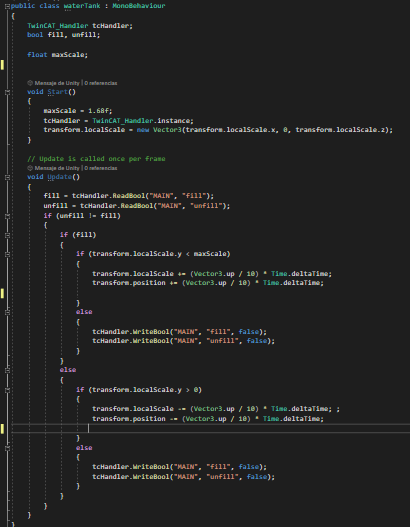 public class waterTank : MonoBehaviour
{
TwinCAT_Handler tcHandler;
bool fill, unfill;
float maxScale;
Mensaje de Unity | 0 referencias
void Start()
{
maxScale = 1.68f;
tcHandler = TwinCAT_Handler.instance;
transform.localScale = new Vector3(transform.localScale.x, 0, transform.localScale.z);
}
// Update is called once per frame
Mensaje de Unity | 0 referencias
void Update()
{
fill = tcHandler.ReadBool("MAIN", "fill");
unfill = tcHandler.ReadBool("MAIN", "unfill");
if (unfill != fill)
{
if (fill)
{
if (transform.localScale.y < maxScale)
{
transform.localScale += (Vector3.up / 10) * Time.deltaTime;
transform.position += (Vector3.up / 10) * Time.deltaTime;
}
else
{
tcHandler.WriteBool("MAIN", "fill", false);
tcHandler.WriteBool("MAIN", "unfill", false);
}
}
else
{
if (transform.localScale.y > 0)
{
transform.localScale -= (Vector3.up / 10) * Time.deltaTime; ;
transform.position -= (Vector3.up / 10) * Time.deltaTime;
}
else
{
tcHandler.WriteBool("MAIN", "fill", false);
tcHandler.WriteBool("MAIN", "unfill", false);
}
}
}
}
}